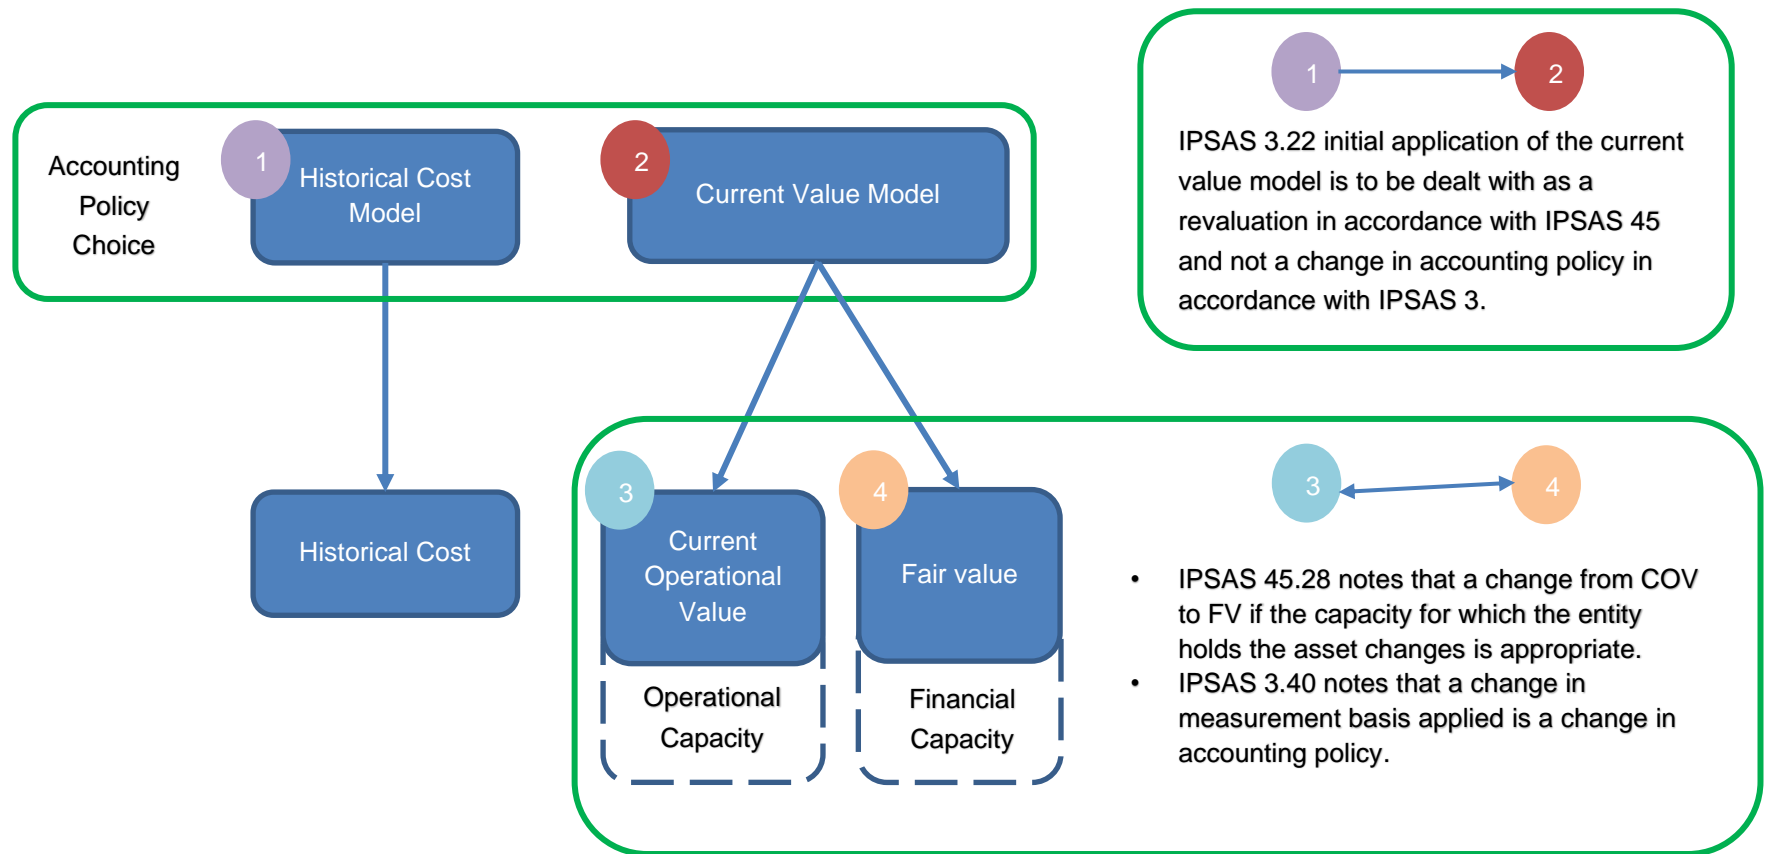 Accounting
Policy
Choice
1
Historical Cost
Model
2
Current Value Model
1
2
IPSAS 3.22 initial application of the current
value model is to be dealt with as a
revaluation in accordance with IPSAS 45
and not a change in accounting policy in
accordance with IPSAS 3.
Historical Cost
3
Current
Operational
Value
Operational
Capacity
4
Fair value
Financial
Capacity
3
4
• IPSAS 45.28 notes that a change from COV
to FV if the capacity for which the entity
holds the asset changes is appropriate.
• IPSAS 3.40 notes that a change in
measurement basis applied is a change in
accounting policy.